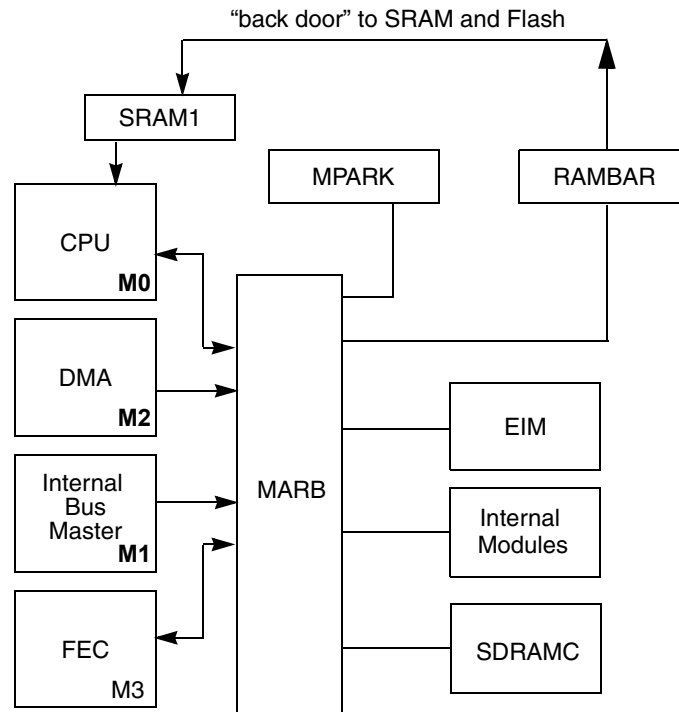 “back door” to SRAM and Flash
SRAM1
MPARK
RAMBAR
CPU
M0
DMA
M2
EIM
Internal
Bus
Master
M1
MARB
Internal
Modules
FEC
M3
SDRAMC